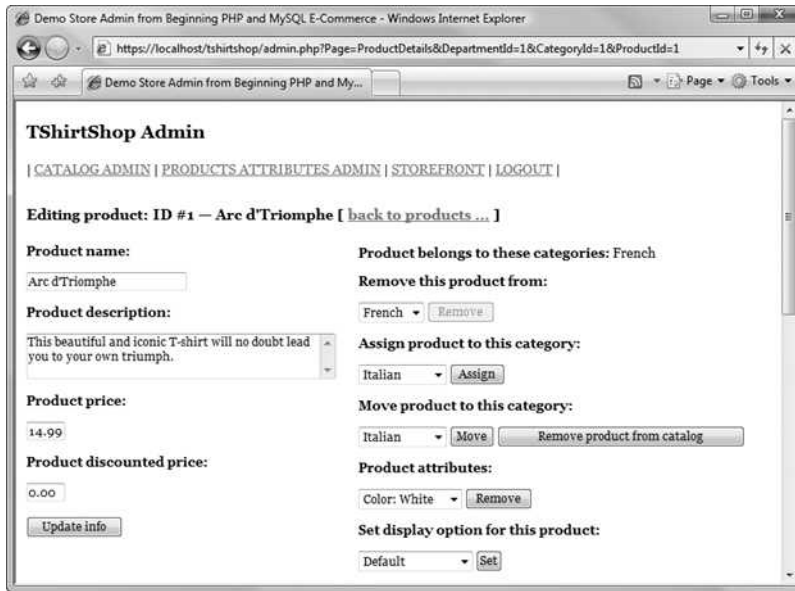 Demo Store Admin from Beginning PHP and MySQL E-Commerce - Windows Internet Explorer
https://localhost/tshirtshop/admin.php?Page=ProductDetails&DepartmentId=1&CategoryId=1&ProductId=1
Demo Store Admin from Beginning PHP and My...
Page
Tools
TShirtShop Admin
| CATALOG ADMIN | PRODUCTS ATTRIBUTES ADMIN | STOREFRONT | LOGOUT |
Editing product: ID #1 — Arc d'Triomphe [ back to products ... ]
Product name:
Arc d'Triomphe
Product description:
This beautiful and iconic T-shirt will no doubt lead
you to your own triumph.
Product price:
14.99
Product discounted price:
0.00
Update info
Product belongs to these categories: French
Remove this product from:
French Remove
Assign product to this category:
Italian Assign
Move product to this category:
Italian Move Remove product from catalog
Product attributes:
Color: White Remove
Set display option for this product:
Default Set